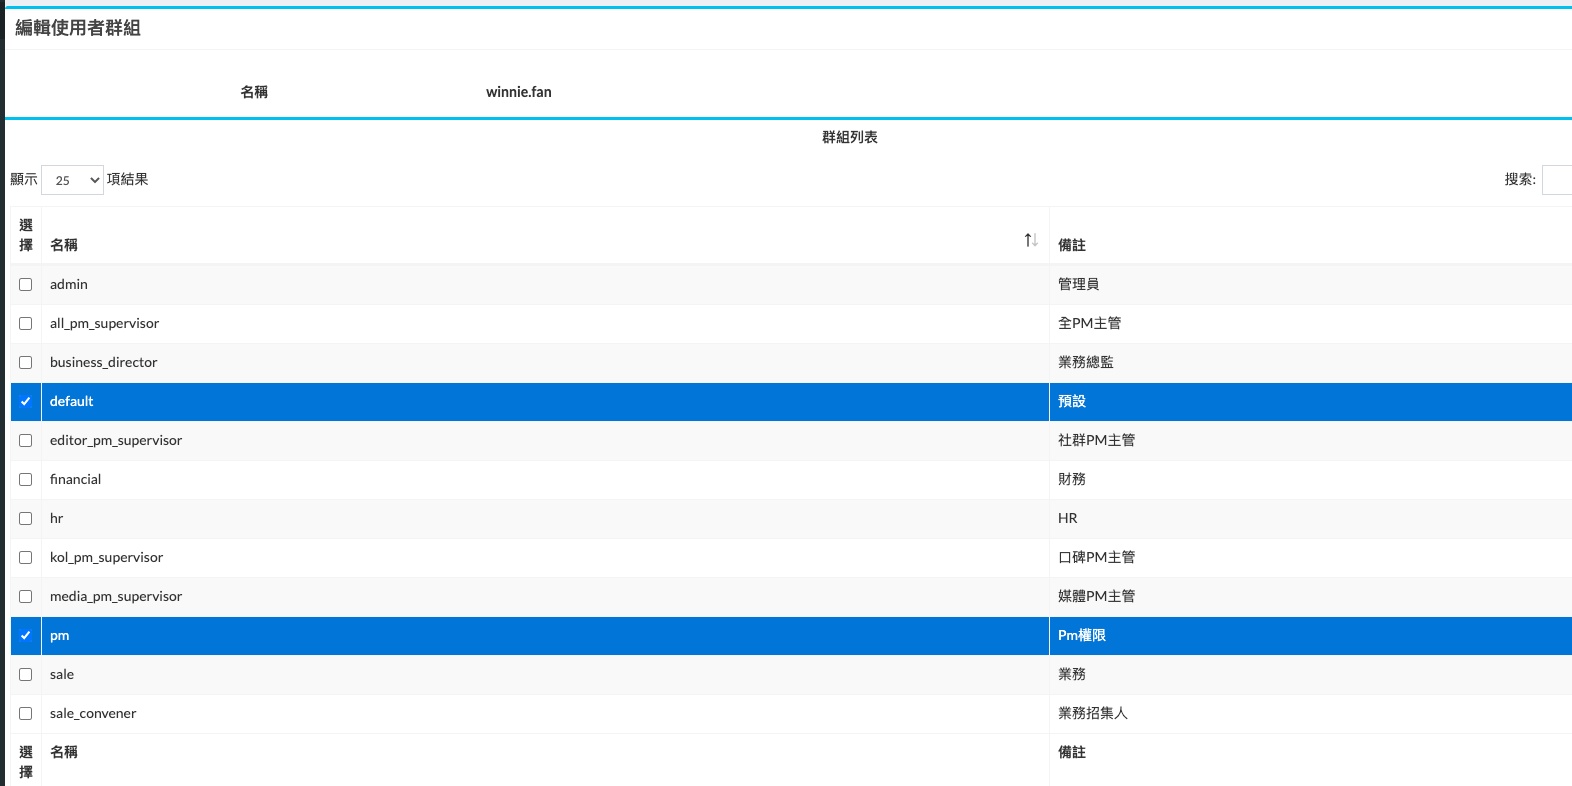 編輯使用者群組
名稱 winnie.fan
群組列表
顯示 25 項結果 搜索:
選擇 名稱 備註
admin 管理員
all_pm_supervisor 全PM主管
business_director 業務總監
default 預設
editor_pm_supervisor 社群PM主管
financial 財務
hr HR
kol_pm_supervisor 口碑PM主管
media_pm_supervisor 媒體PM主管
pm Pm權限
sale 業務
sale_convener 業務招集人
選擇 名稱 備註